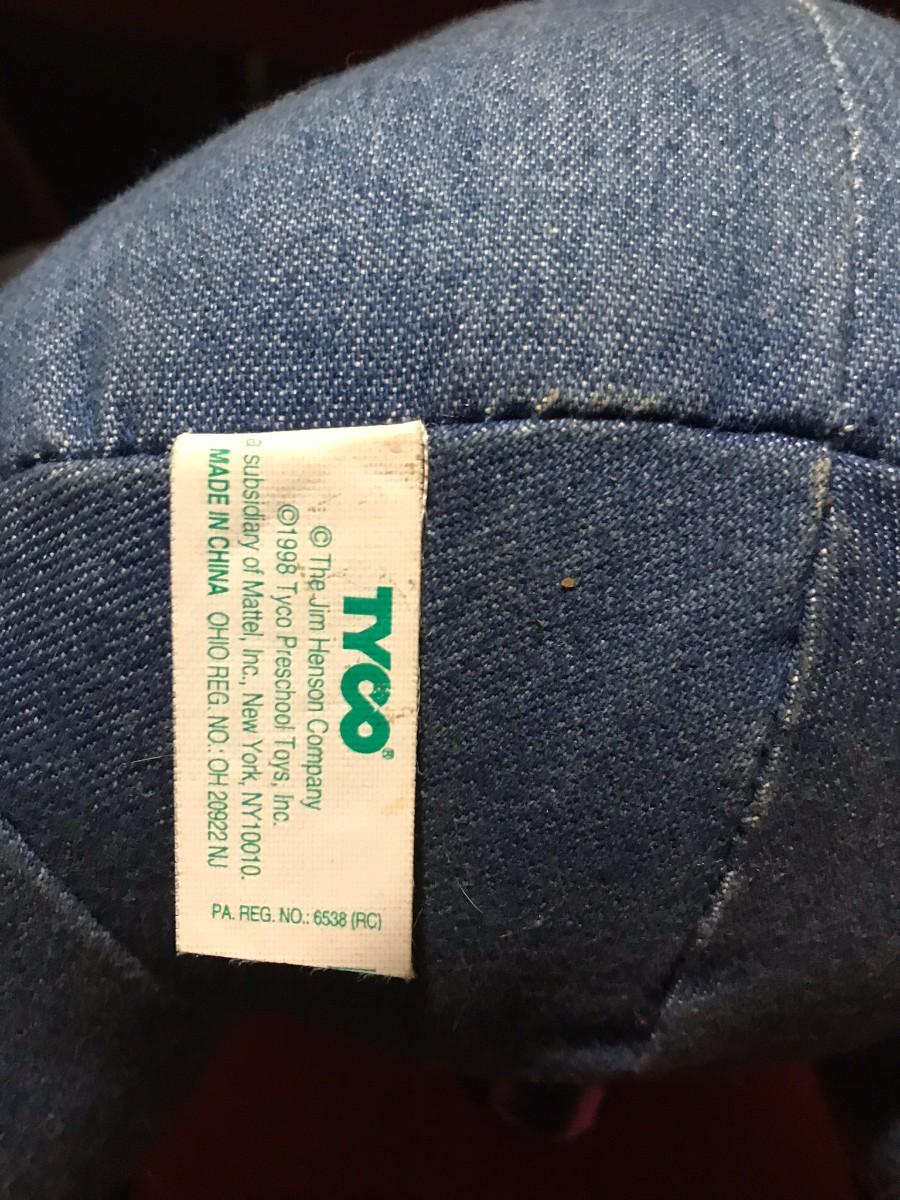 TYCO®
© The Jim Henson Company
©1998 Tyco Preschool Toys, Inc.
a subsidiary of Mattel, Inc., New York, NY10010.
MADE IN CHINA OHIO REG. NO.: OH 20922 NJ
PA. REG. NO.: 6538 (RC)